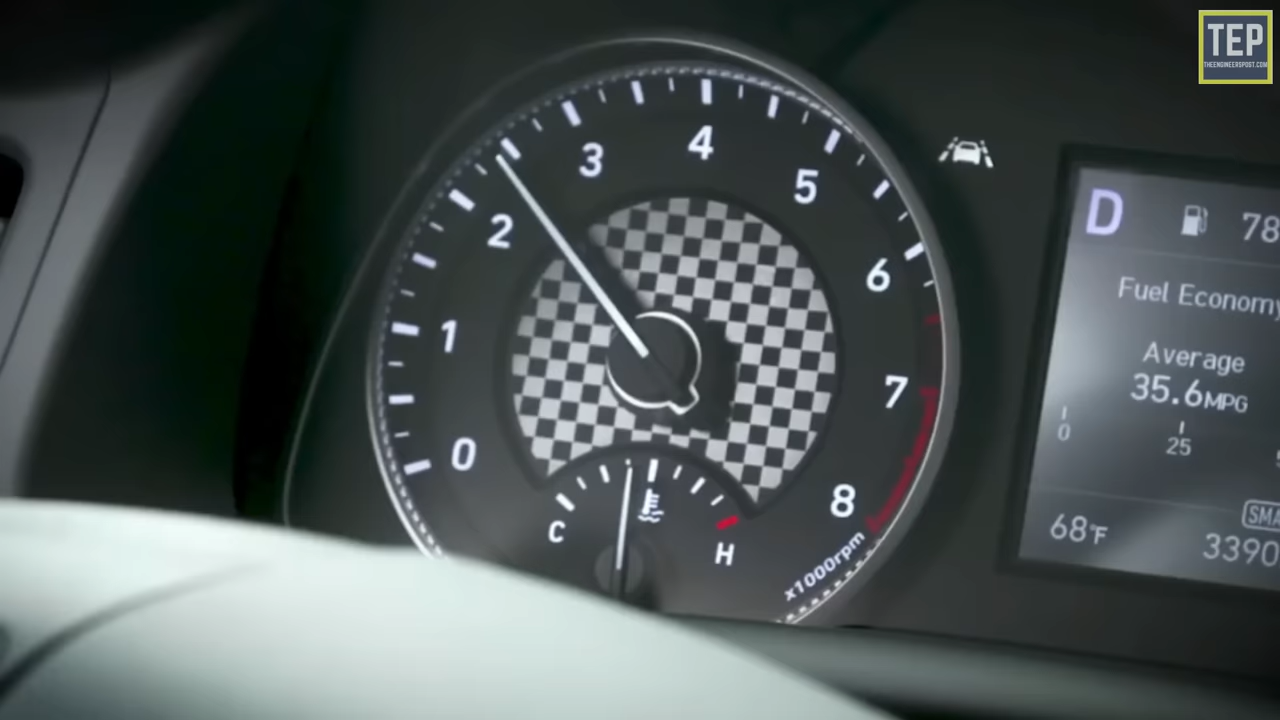 TEP
THEENGINEERSPOST.COM
0
1
2
3
4
5
6
7
8
x1000rpm
C
H
D
78
Fuel Economy
Average
35.6MPG
0
25
68°F
3390